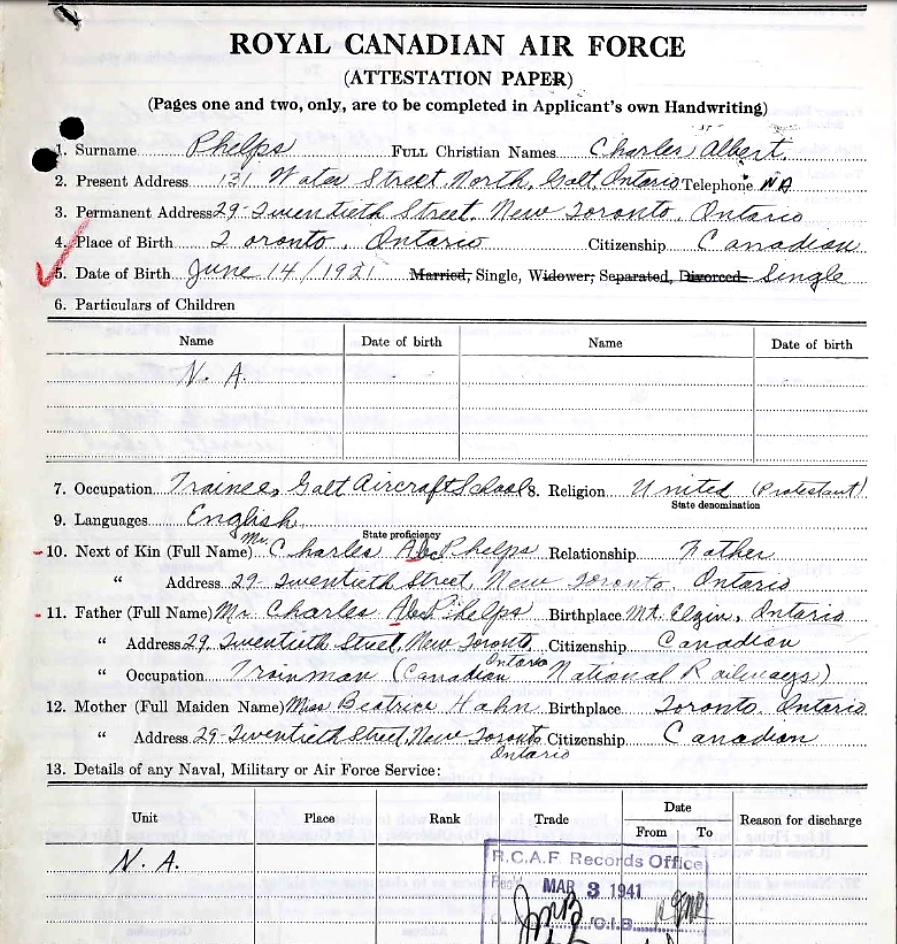 ROYAL CANADIAN AIR FORCE
(ATTESTATION PAPER)
(Pages one and two, only, are to be completed in Applicant's own Handwriting)
1. Surname Phelps FULL Christian Names Charles Albert.
2. Present Address 131 Water Street North, Galt, Ontario Telephone NA
3. Permanent Address 29-Twentieth Street, New Toronto, Ontario
4. Place of Birth Toronto, Ontario Citizenship Canadian
5. Date of Birth June 14/1921 Married, Single, Widower, Separated, Divorced Single
6. Particulars of Children
Name Date of birth Name Date of birth
N. A.
7. Occupation Trainee, Galt Aircraft School 8. Religion United (Protestant)
State denomination
9. Languages English
State proficiency
10. Next of Kin (Full Name) Mr. Charles Phelps Relationship Father
" Address 29-Twentieth Street, New Toronto, Ontario
11. Father (Full Name) Mr Charles Phelps Birthplace Mt. Elgin, Ontario
" Address 29, Twentieth Street, New Toronto Ontario Citizenship Canadian
" Occupation Trainman (Canadian National Railways)
12. Mother (Full Maiden Name) Miss Beatrice Hahn Birthplace Toronto, Ontario
" Address 29-Twentieth Street, New Toronto Ontario Citizenship Canadian
13. Details of any Naval, Military or Air Force Service:
Unit Place Rank Trade Date From To Reason for discharge
N. A.
R.C.A.F. Records Office
Rec'd MAR 3 1941
C.I.B.